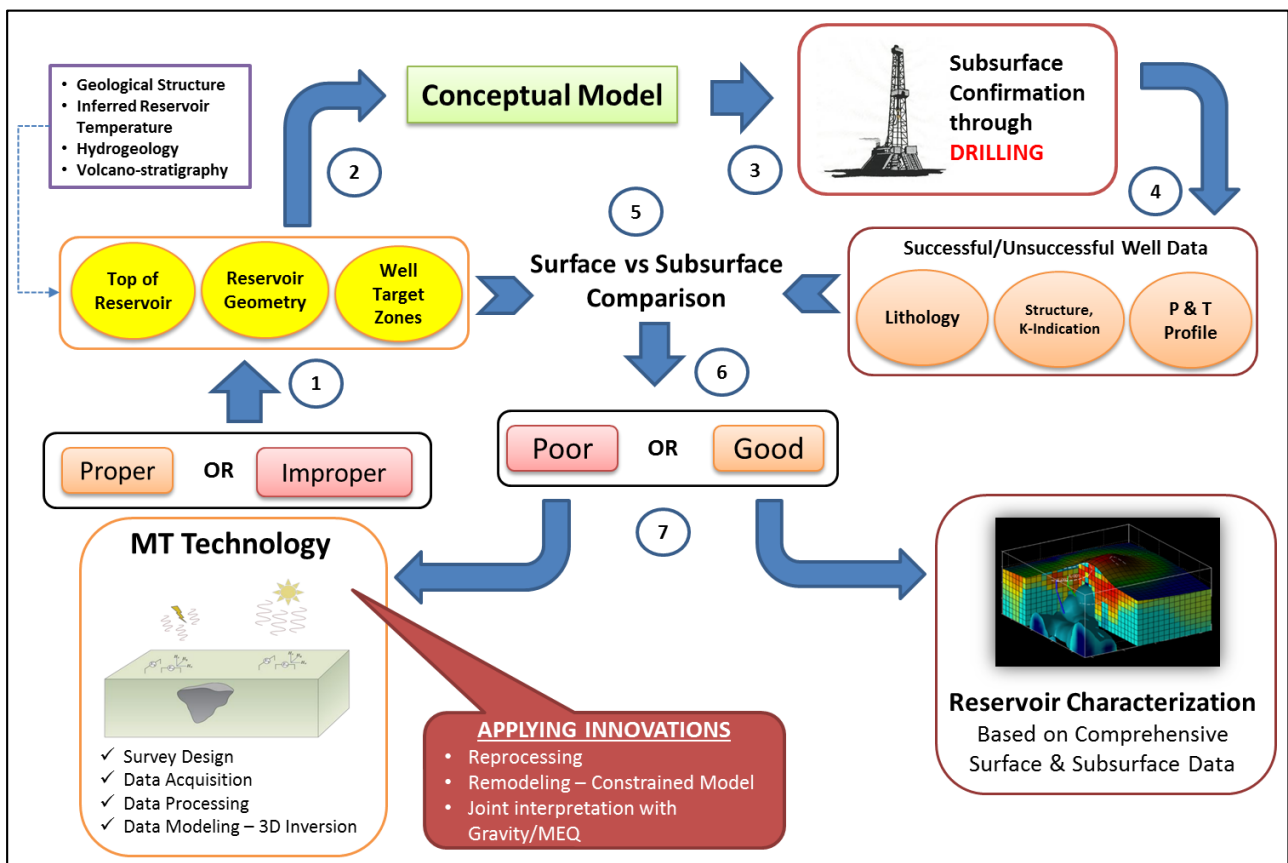 • Geological Structure
• Inferred Reservoir
Temperature
• Hydrogeology
• Volcano-stratigraphy
2
Conceptual Model
3
Subsurface
Confirmation
through
DRILLING
4
Top of
Reservoir
Reservoir
Geometry
Well
Target
Zones
5
Surface vs Subsurface
Comparison
Successful/Unsuccessful Well Data
Lithology
Structure,
K-Indication
P & T
Profile
1
6
Proper OR Improper
Poor OR Good
7
MT Technology
✓ Survey Design
✓ Data Acquisition
✓ Data Processing
✓ Data Modeling – 3D Inversion
APPLYING INNOVATIONS
• Reprocessing
• Remodeling – Constrained Model
• Joint interpretation with
Gravity/MEQ
Reservoir Characterization
Based on Comprehensive
Surface & Subsurface Data